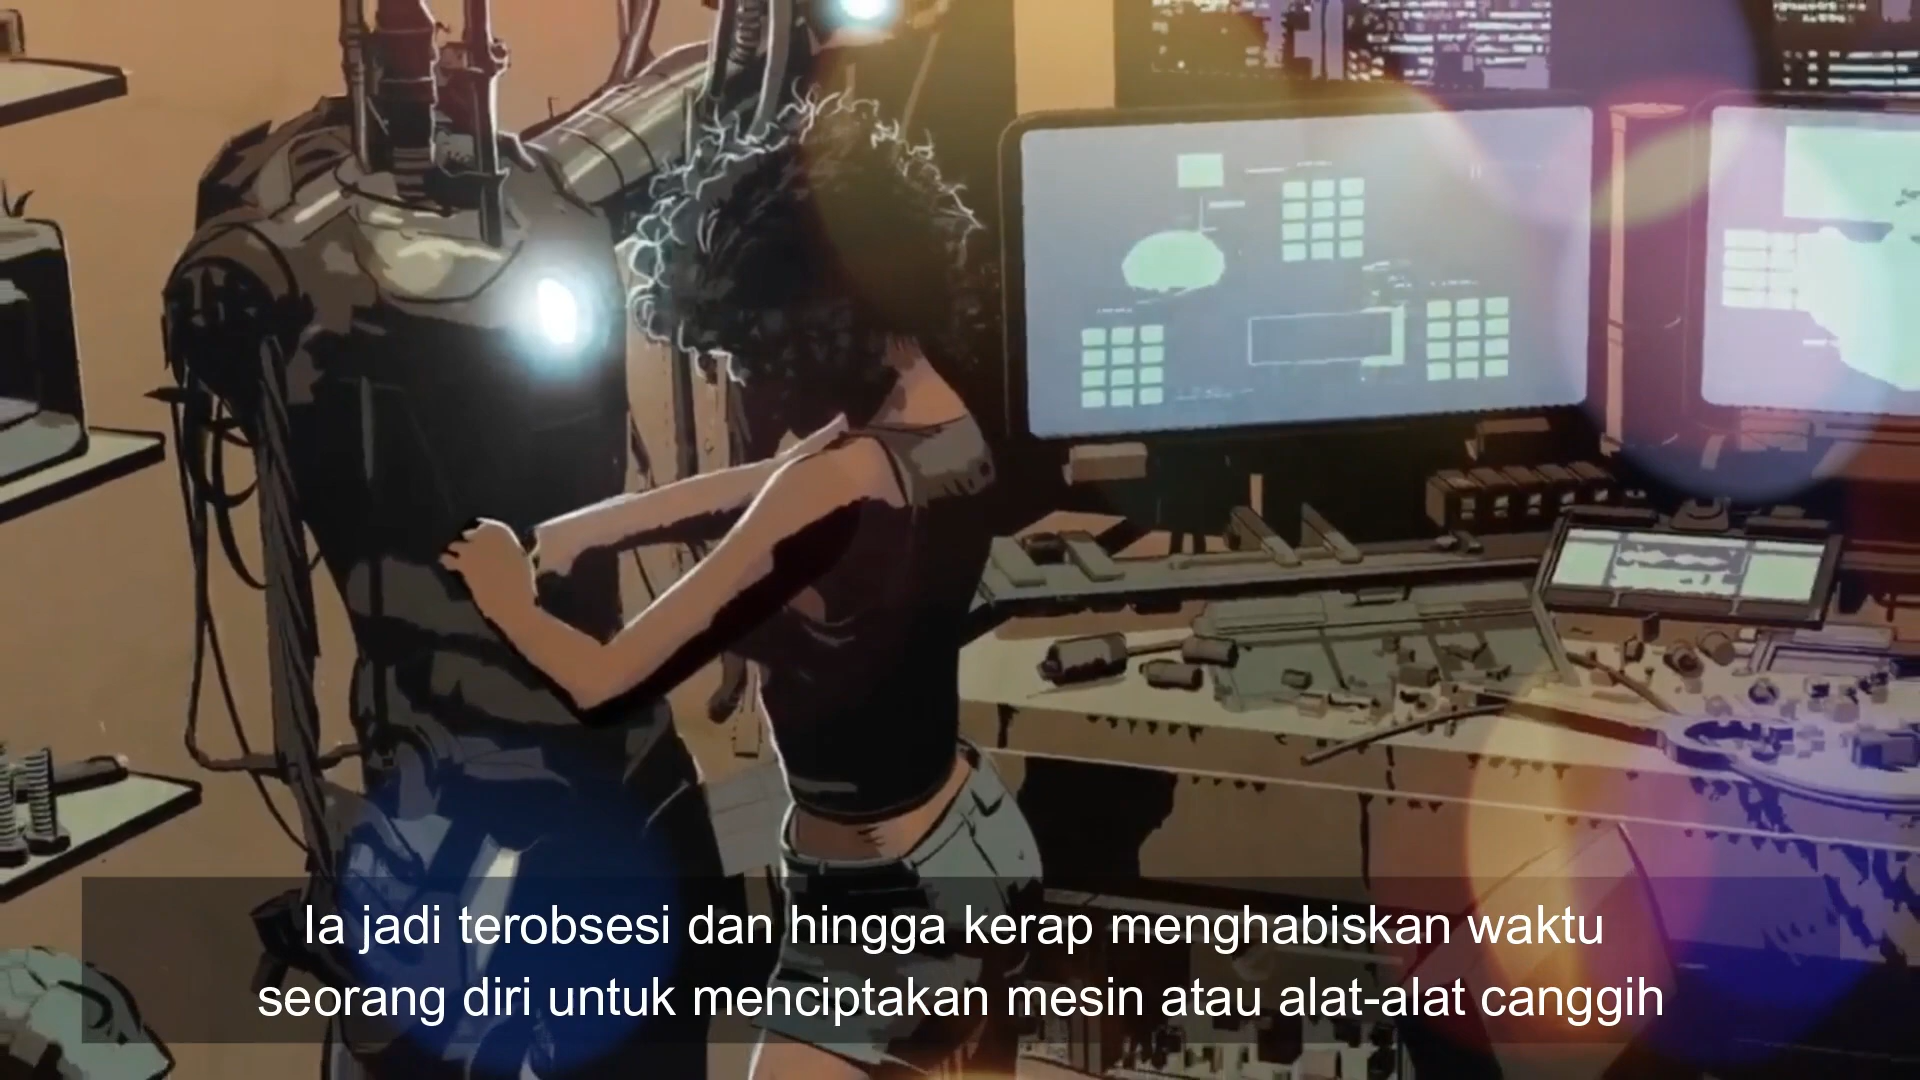 Ia jadi terobsesi dan hingga kerap menghabiskan waktu
seorang diri untuk menciptakan mesin atau alat-alat canggih